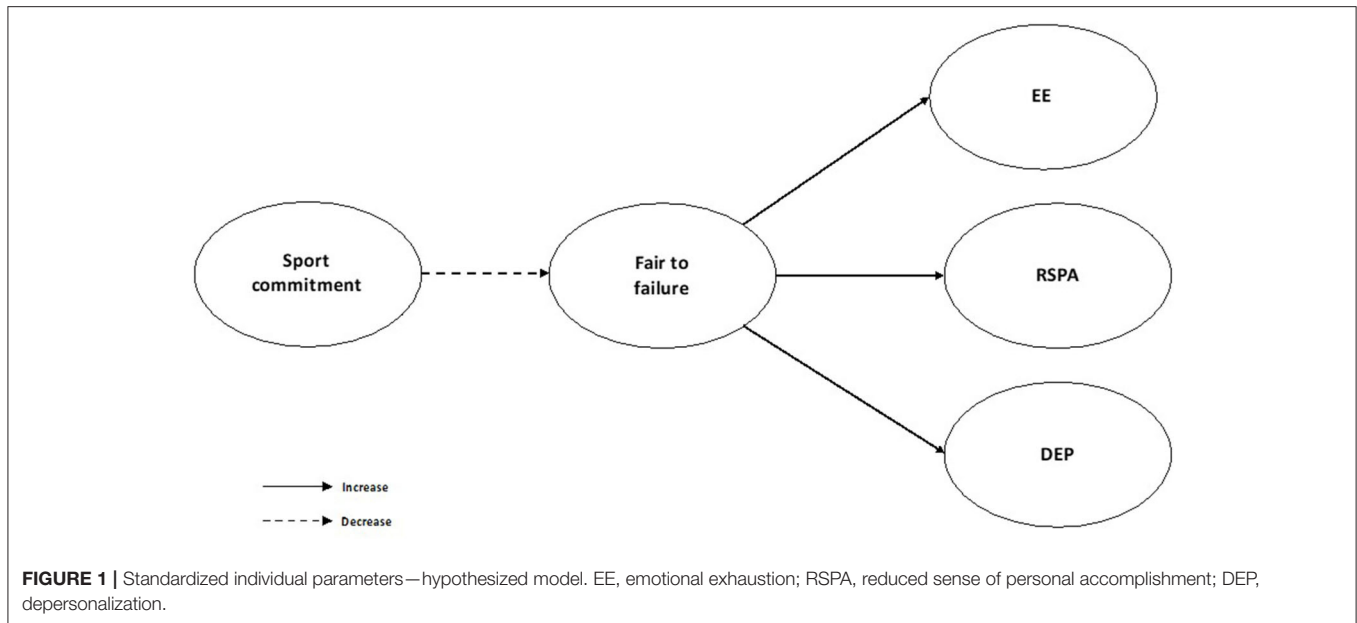 EE
Sport
commitment
Fair to
failure
RSPA
DEP
Increase
Decrease
FIGURE 1 | Standardized individual parameters—hypothesized model. EE, emotional exhaustion; RSPA, reduced sense of personal accomplishment; DEP,
depersonalization.